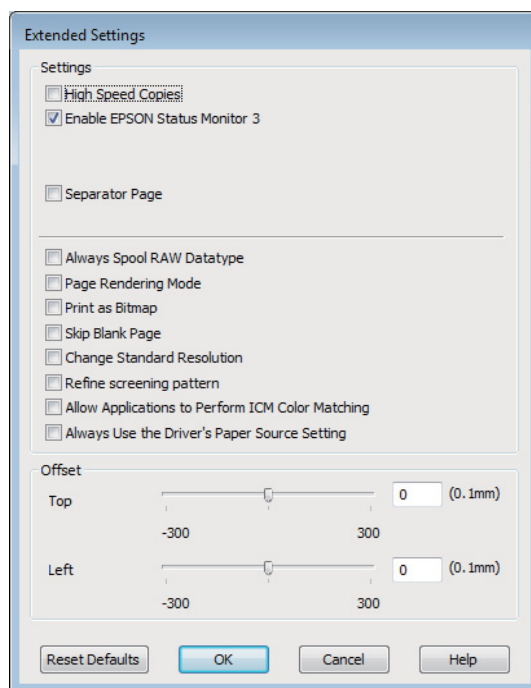 Extended Settings
Settings
High Speed Copies
Enable EPSON Status Monitor 3
Separator Page
Always Spool RAW Datatype
Page Rendering Mode
Print as Bitmap
Skip Blank Page
Change Standard Resolution
Refine screening pattern
Allow Applications to Perform ICM Color Matching
Always Use the Driver's Paper Source Setting
Offset
Top 0 (0.1mm)
-300 300
Left 0 (0.1mm)
-300 300
Reset Defaults OK Cancel Help